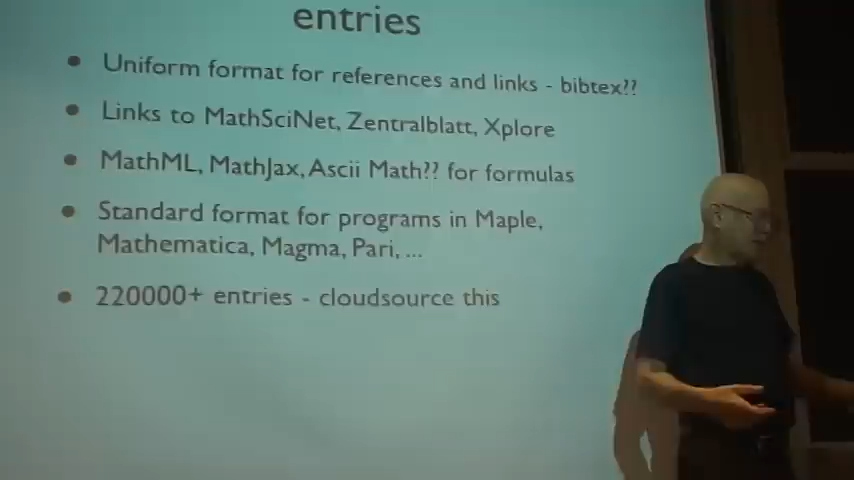 entries
Uniform format for references and links - bibtex??
Links to MathSciNet, Zentralblatt, Xplore
MathML, MathJax, Ascii Math?? for formulas
Standard format for programs in Maple,
Mathematica, Magma, Pari, ...
220000+ entries - cloudsource this